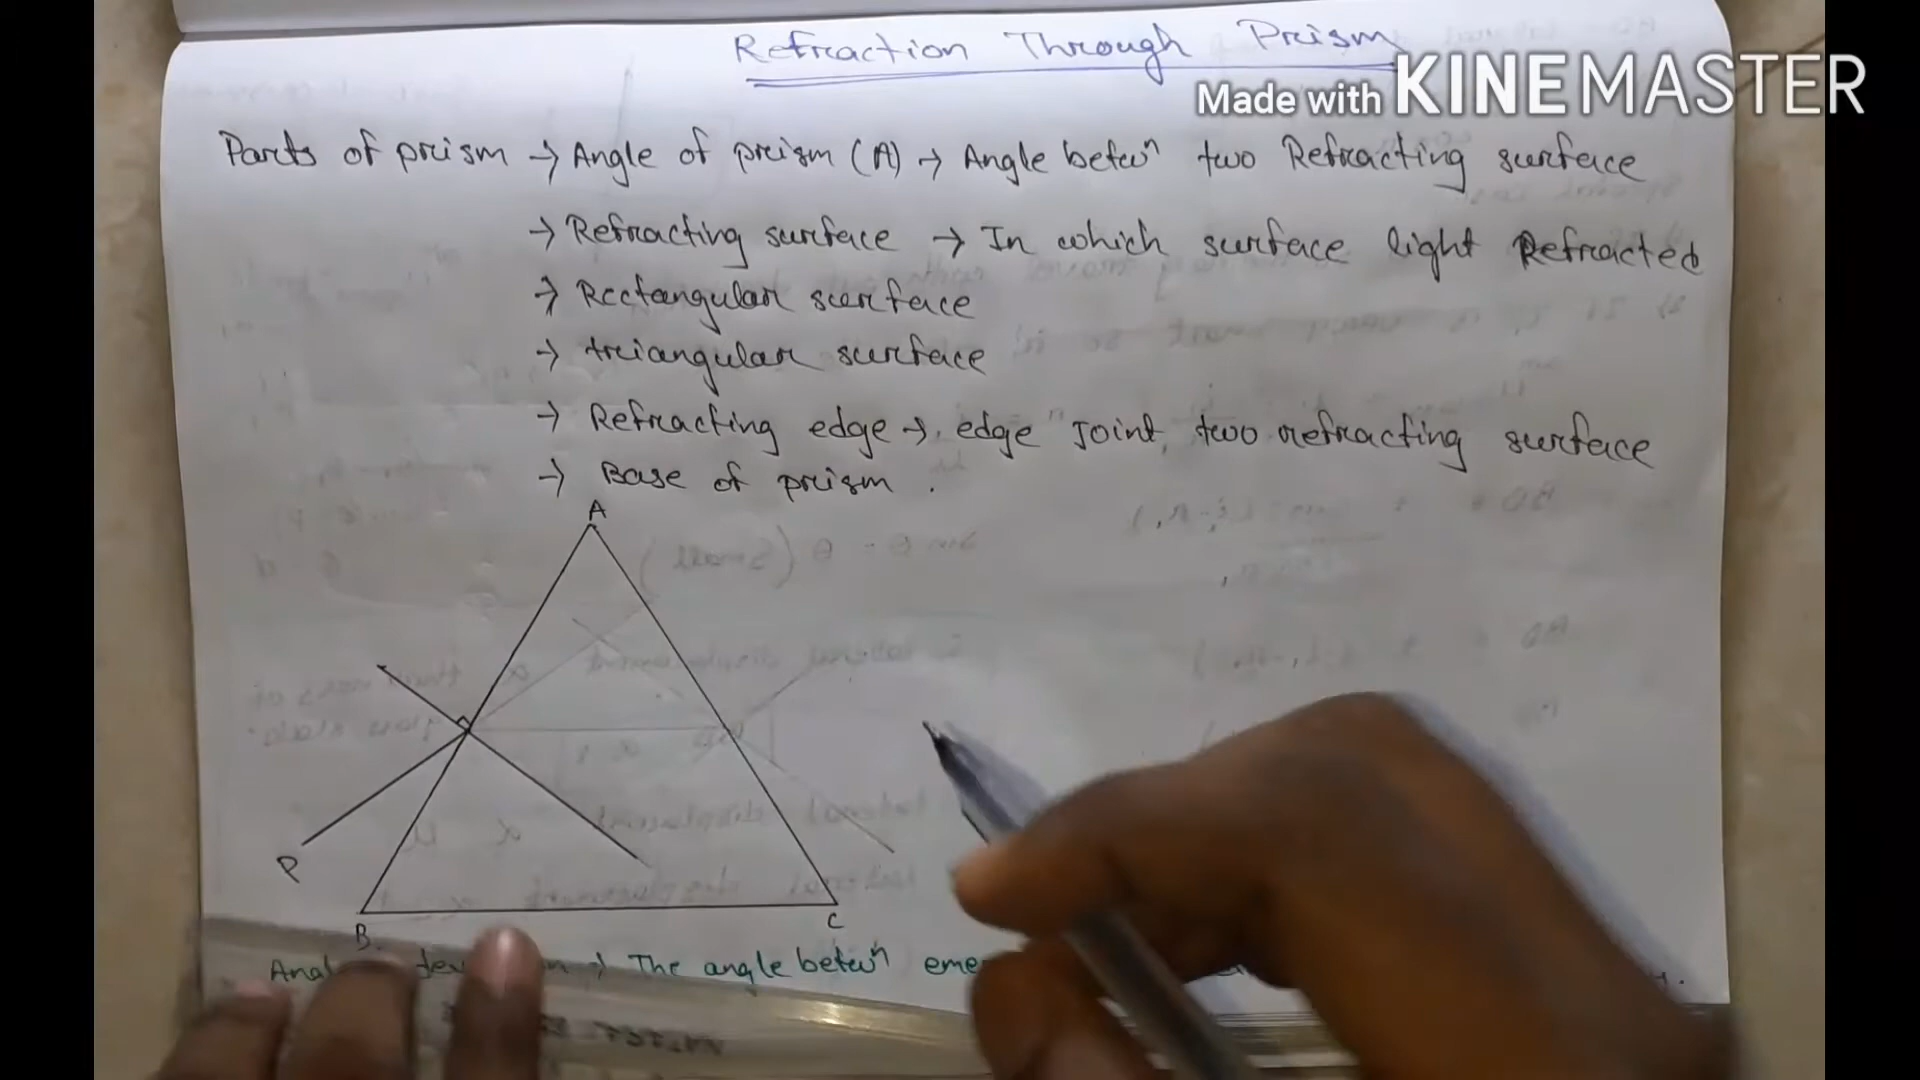 Refraction Through Prism
Made with KINEMASTER
Parts of prism → Angle of prism (A) → Angle betwⁿ two Refracting surface
→ Refracting surface → In which surface light Refracted
→ Rectangular surface
→ triangular surface
→ Refracting edge → edge Joint two refracting surface
→ Base of prism .
A
P
B
C
The angle betwⁿ